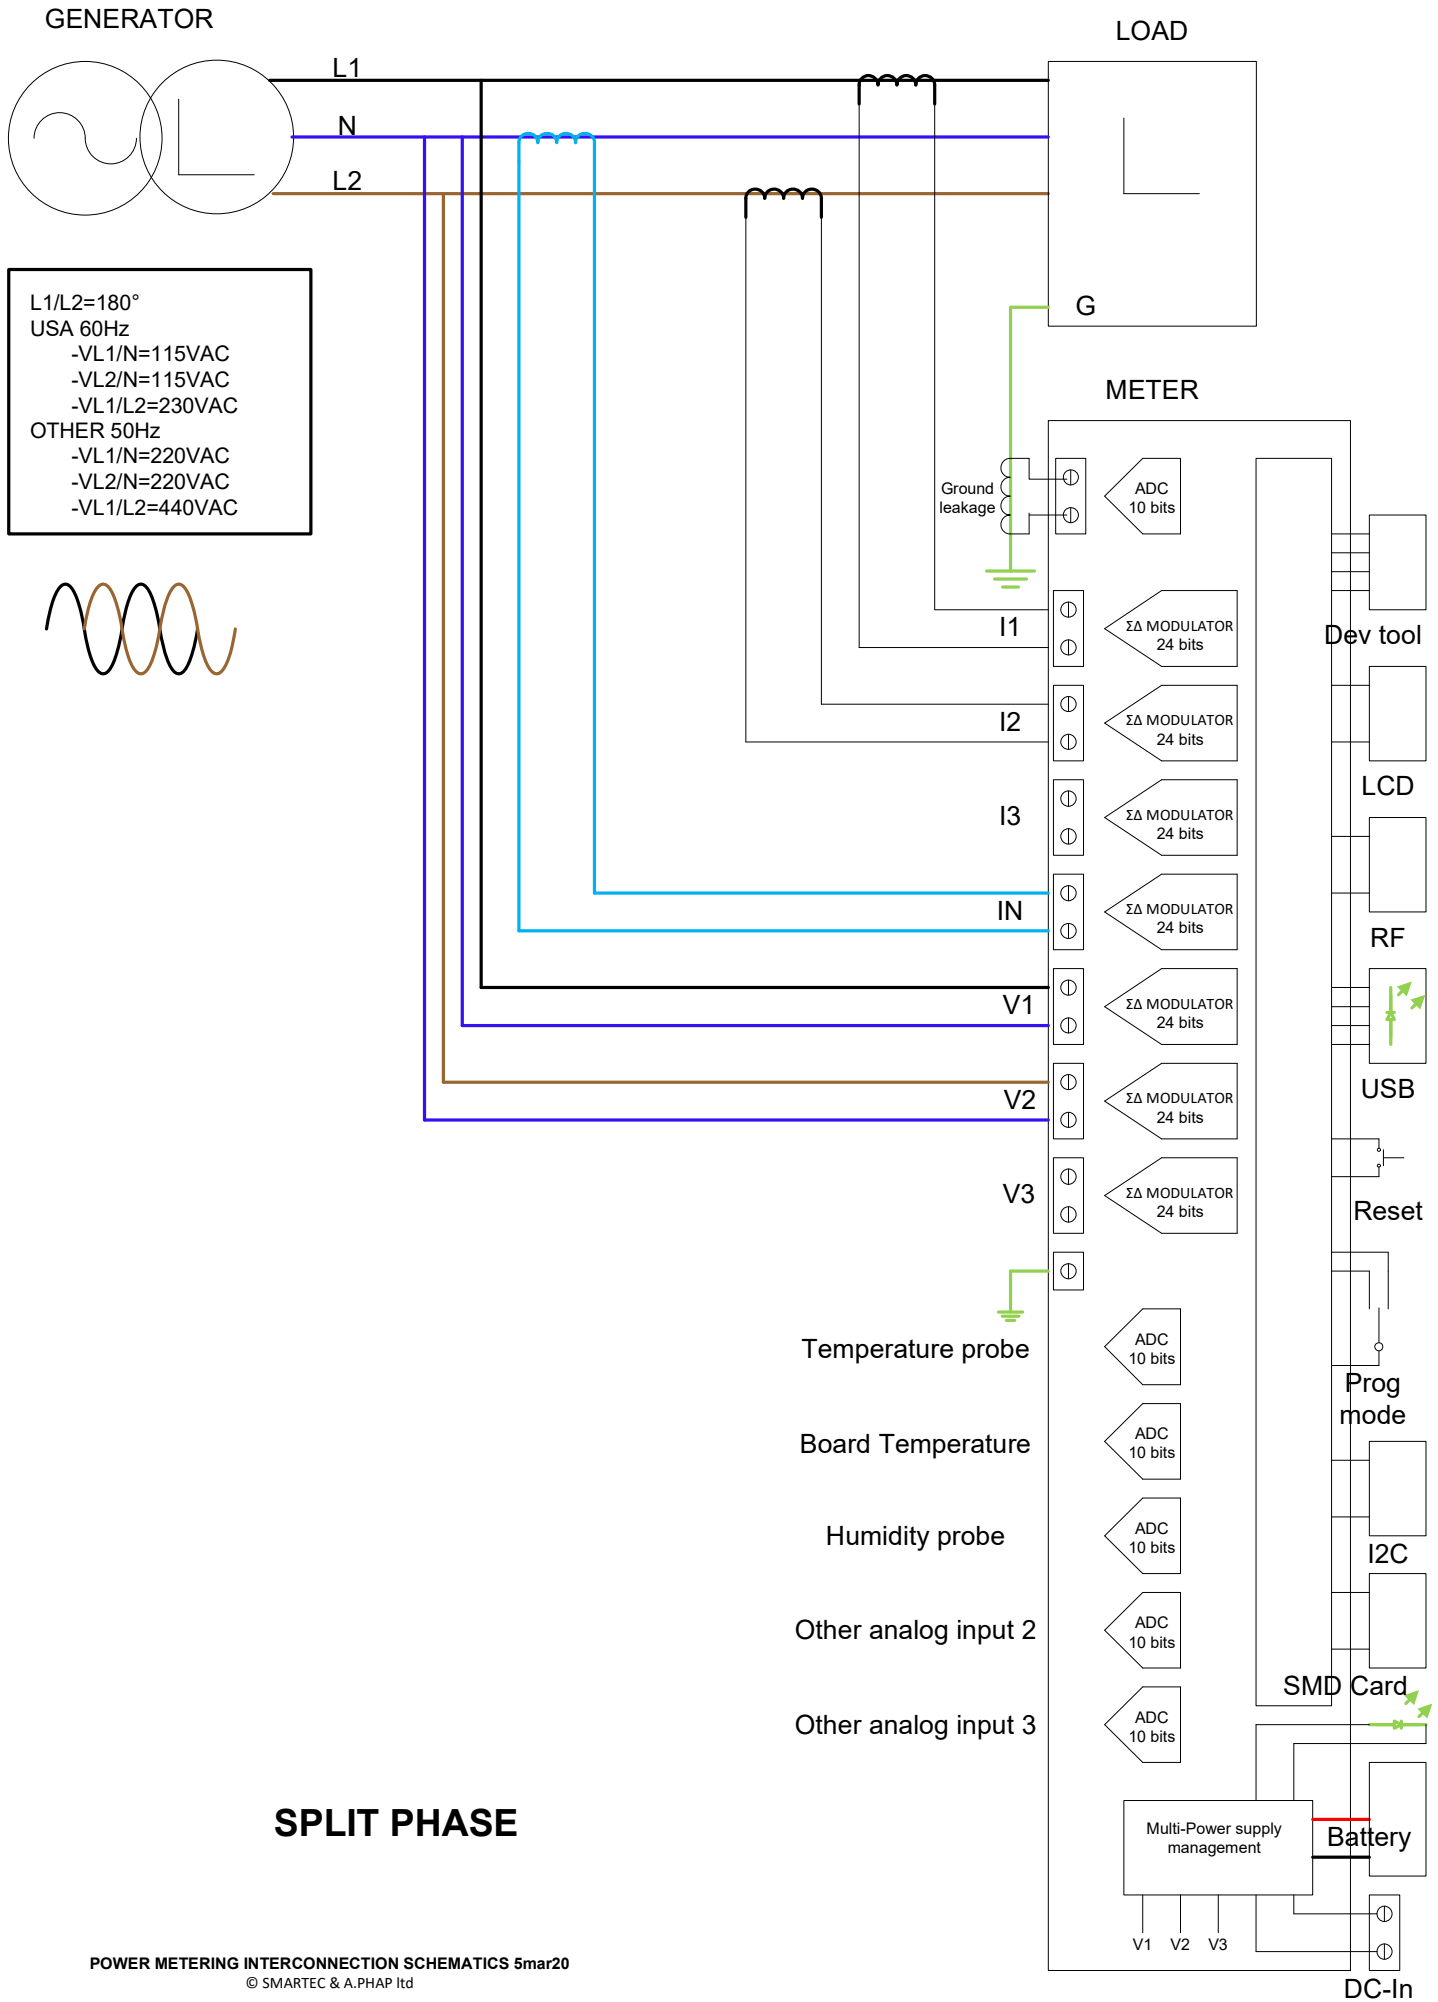 GENERATOR
LOAD
L1
N
L2
L1/L2=180°
USA 60Hz
-VL1/N=115VAC
-VL2/N=115VAC
-VL1/L2=230VAC
OTHER 50Hz
-VL1/N=220VAC
-VL2/N=220VAC
-VL1/L2=440VAC
G
METER
Ground
leakage
ADC
10 bits
Dev tool
I1
ΣΔ MODULATOR
24 bits
I2
ΣΔ MODULATOR
24 bits
LCD
I3
ΣΔ MODULATOR
24 bits
IN
ΣΔ MODULATOR
24 bits
RF
V1
ΣΔ MODULATOR
24 bits
USB
V2
ΣΔ MODULATOR
24 bits
V3
ΣΔ MODULATOR
24 bits
Reset
Temperature probe
ADC
10 bits
Prog
mode
Board Temperature
ADC
10 bits
Humidity probe
ADC
10 bits
I2C
Other analog input 2
ADC
10 bits
SMD Card
Other analog input 3
ADC
10 bits
SPLIT PHASE
Multi-Power supply
management
Battery
V1
V2
V3
DC-In
POWER METERING INTERCONNECTION SCHEMATICS 5mar20
© SMARTEC & A.PHAP ltd